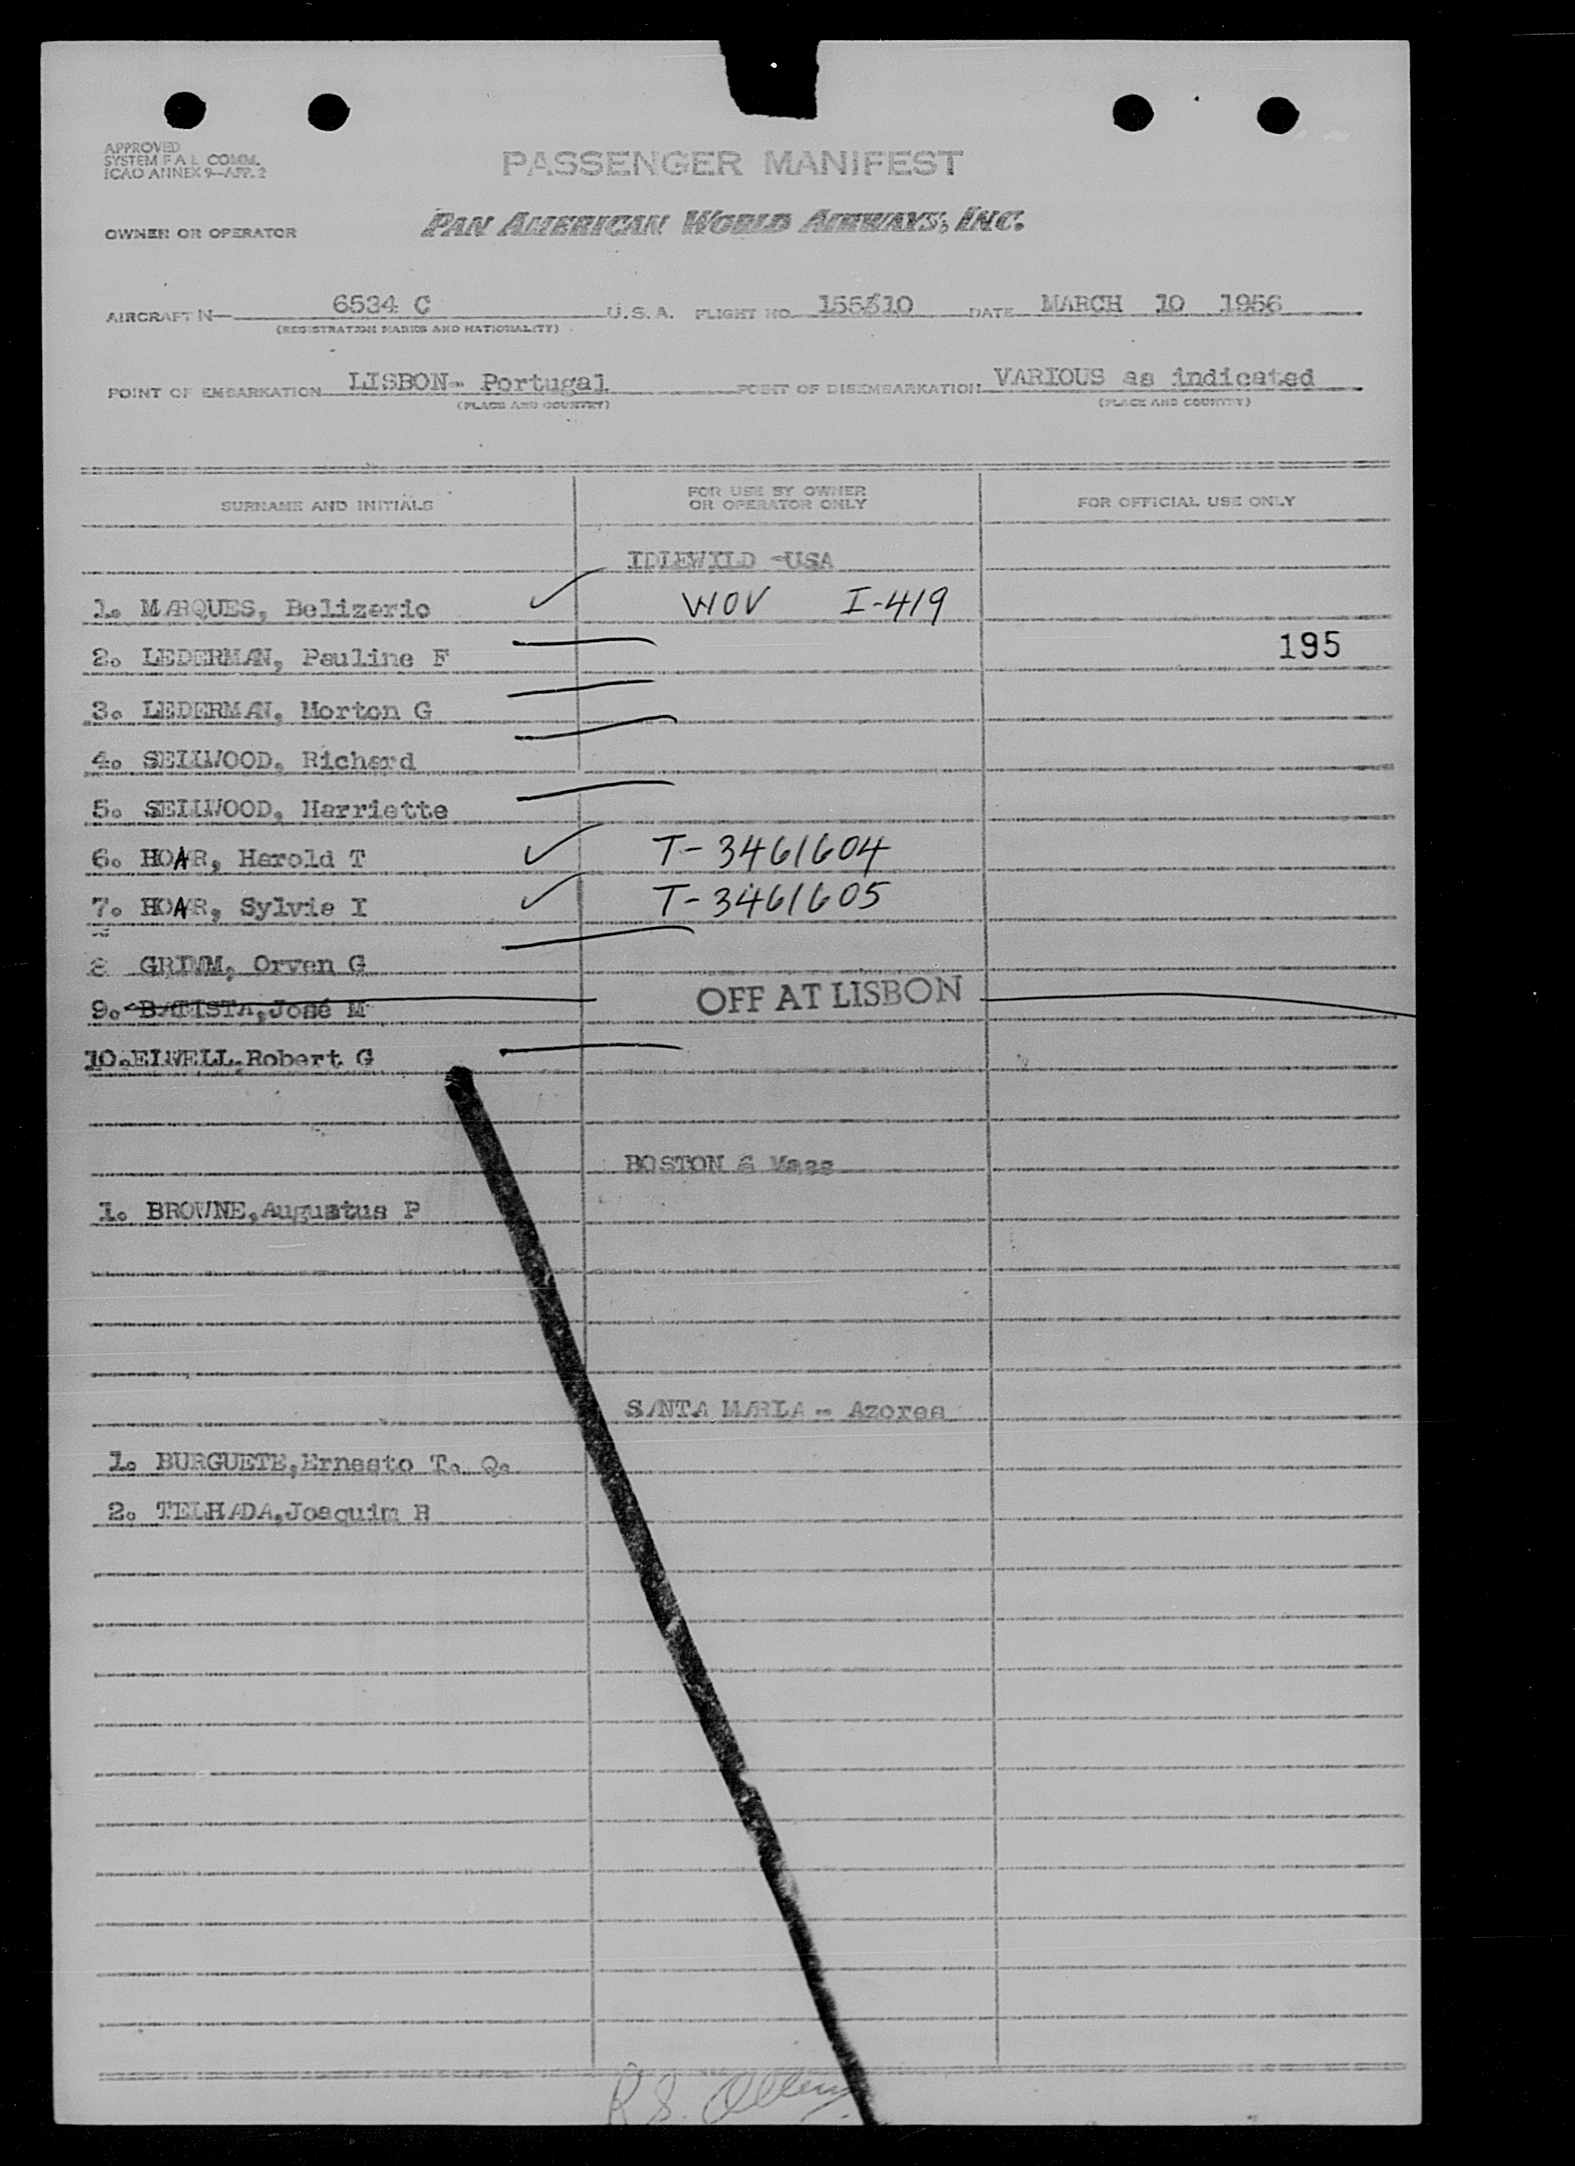 APPROVED
SYSTEM F A L COMM.
ICAO ANNEX 9-APP. 2
PASSENGER MANIFEST
OWNER OR OPERATOR PAN AMERICAN WORLD AIRWAYS, INC.
AIRCRAFT N— 6534 C U.S.A. FLIGHT NO. 155/10 DATE MARCH 10 1956
(REGISTRATION MARKS AND NATIONALITY)
POINT OF EMBARKATION LISBON- Portugal POINT OF DISEMBARKATION VARIOUS as indicated
(PLACE AND COUNTRY) (PLACE AND COUNTRY)
SURNAME AND INITIALS FOR USE BY OWNER OR OPERATOR ONLY FOR OFFICIAL USE ONLY
IDLEWILD -USA
1. MARQUES, Belizario ✓ WOV I-419
2. LEDERMAN, Pauline F 195
3. LEDERMAN, Morton G
4. SELLWOOD, Richard
5. SELLWOOD, Harriette
6. HOAR, Harold T ✓ T-3461604
7. HOAR, Sylvia I ✓ T-3461605
8 GRIMM, Orven G
9. BATISTA,José M OFF AT LISBON
10.ELWELL,Robert G
BOSTON & Mass
1. BROWNE,Augustus P
SANTA MARIA - Azores
1. BURGUETE,Ernesto T. Q.
2. TELHADA,Joaquim R
R S. Allen